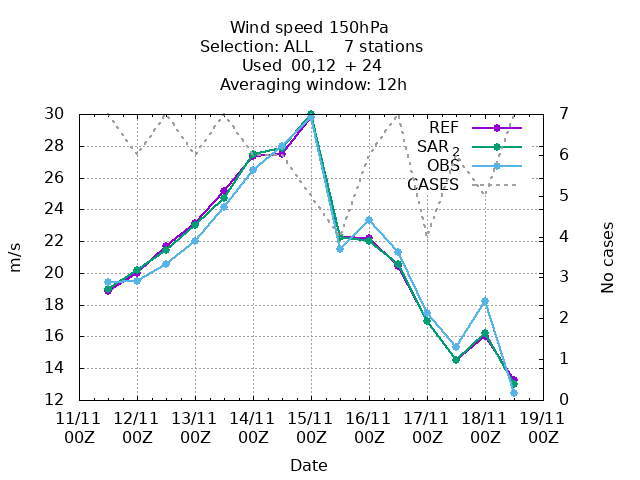 Wind speed 150hPa
Selection: ALL 7 stations
Used 00,12 + 24
Averaging window: 12h
30 7
REF
28
SAR 2
6
OBS
26
CASES
5
24
22 4
m/s
No cases
20 3
18
2
16
1
14
12 0
11/11 12/11 13/11 14/11 15/11 16/11 17/11 18/11 19/11
00Z 00Z 00Z 00Z 00Z 00Z 00Z 00Z 00Z
Date